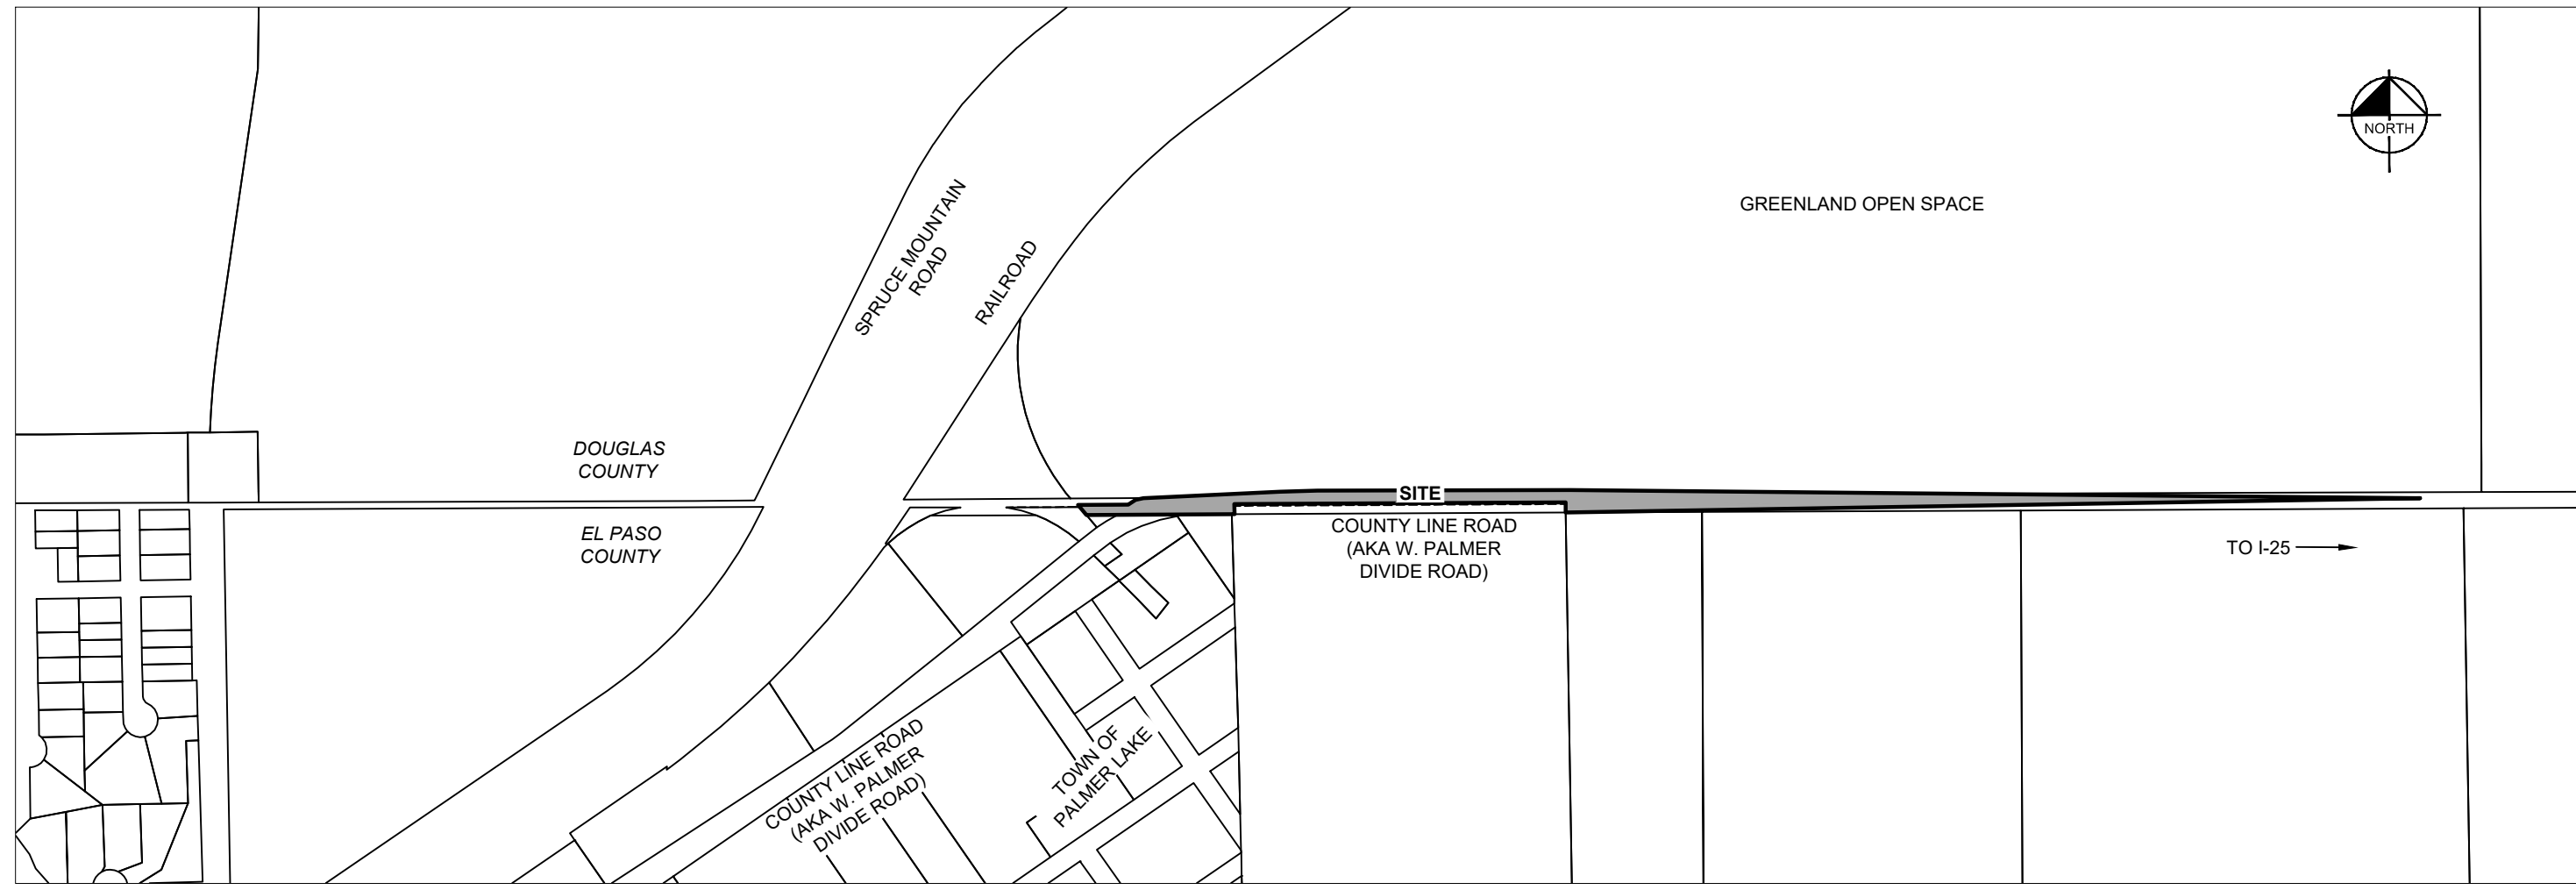 NORTH
GREENLAND OPEN SPACE
SPRUCE MOUNTAIN
ROAD
RAILROAD
DOUGLAS
COUNTY
SITE
EL PASO
COUNTY
COUNTY LINE ROAD
(AKA W. PALMER
DIVIDE ROAD)
TO I-25
COUNTY LINE ROAD
(AKA W. PALMER
DIVIDE ROAD)
TOWN OF
PALMER LAKE